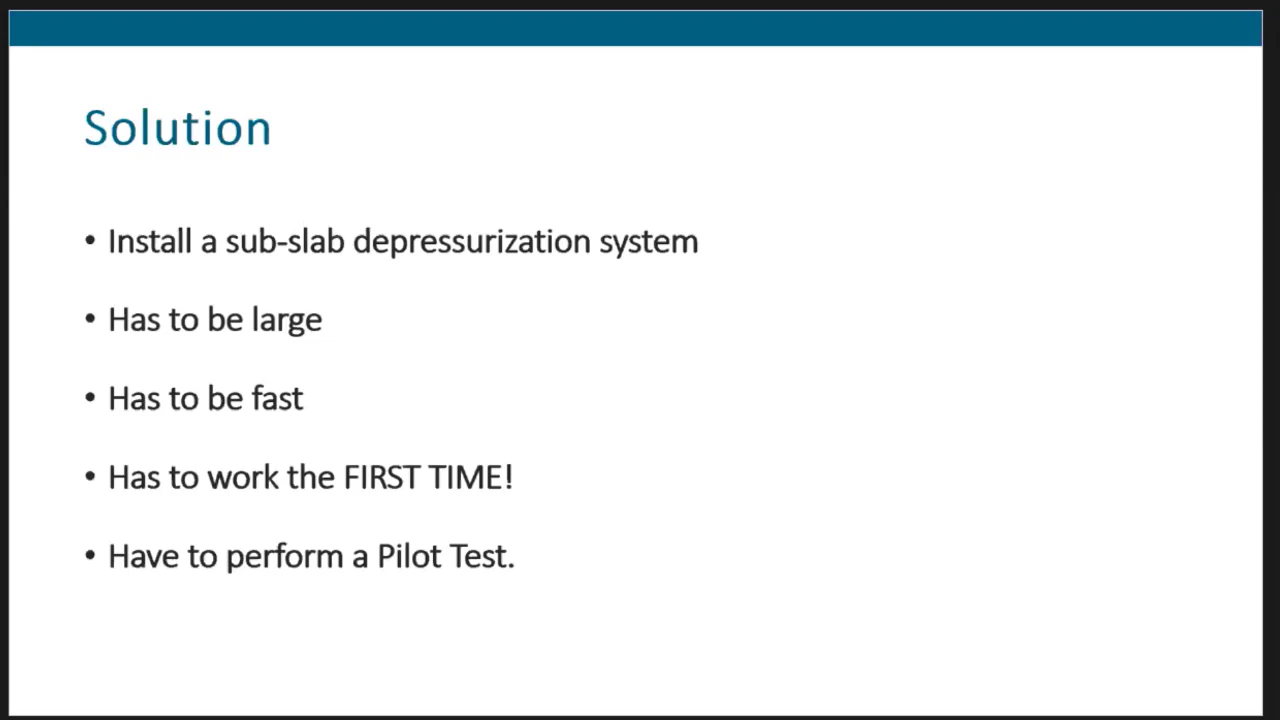 Solution
• Install a sub-slab depressurization system
• Has to be large
• Has to be fast
• Has to work the FIRST TIME!
• Have to perform a Pilot Test.